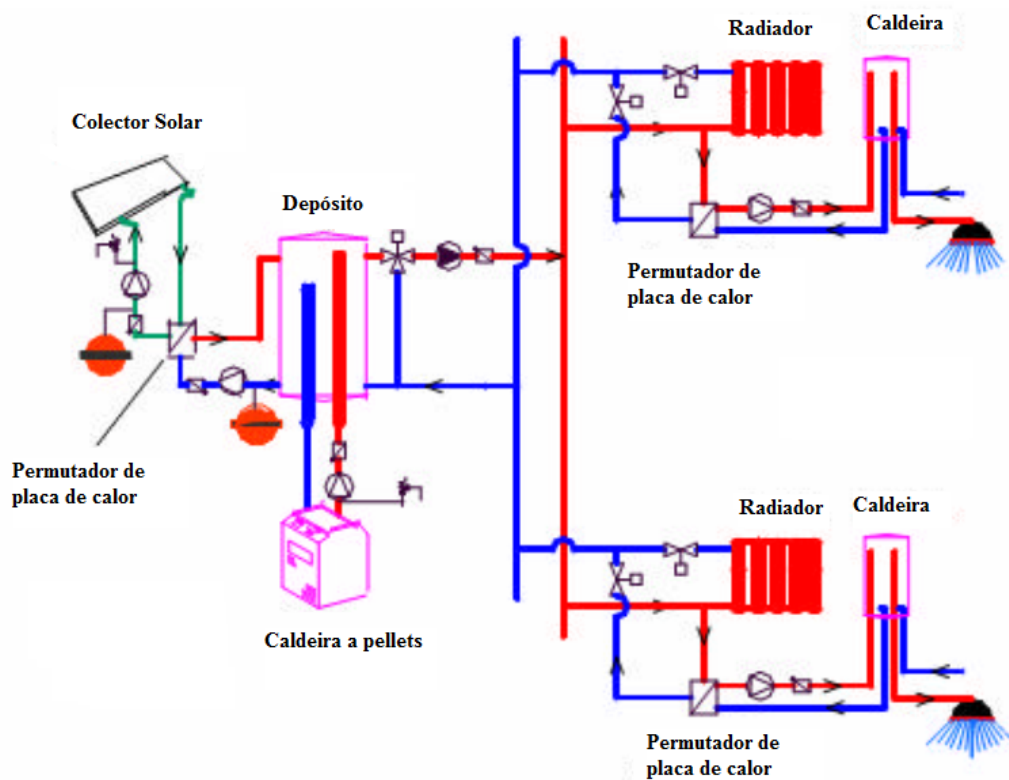 Radiador
Caldeira
Colector Solar
Depósito
Permutador de
placa de calor
Permutador de
placa de calor
Radiador
Caldeira
Caldeira a pellets
Permutador de
placa de calor